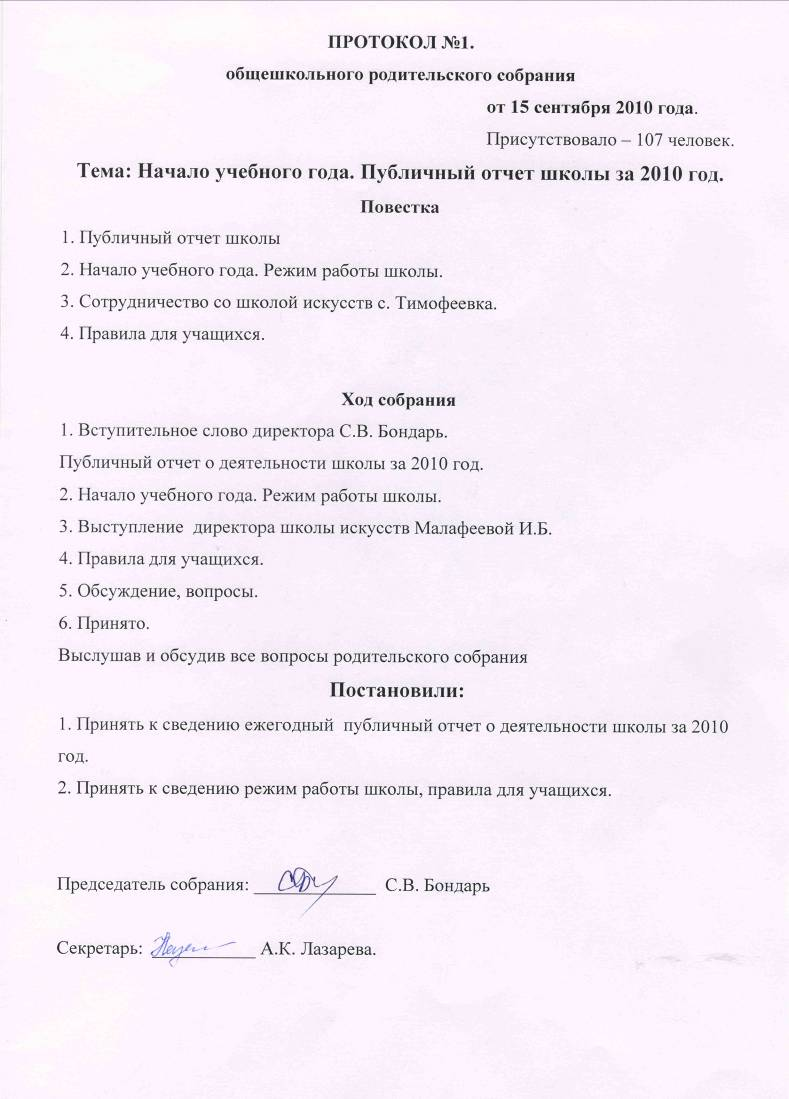 ПРОТОКОЛ №1.
общешкольного родительского собрания
от 15 сентября 2010 года.
Присутствовало – 107 человек.
Тема: Начало учебного года. Публичный отчет школы за 2010 год.
Повестка
1. Публичный отчет школы
2. Начало учебного года. Режим работы школы.
3. Сотрудничество со школой искусств с. Тимофеевка.
4. Правила для учащихся.
Ход собрания
1. Вступительное слово директора С.В. Бондарь.
Публичный отчет о деятельности школы за 2010 год.
2. Начало учебного года. Режим работы школы.
3. Выступление  директора школы искусств Малафеевой И.Б.
4. Правила для учащихся.
5. Обсуждение, вопросы.
6. Принято.
Выслушав и обсудив все вопросы родительского собрания
Постановили:
1. Принять к сведению ежегодный  публичный отчет о деятельности школы за 2010
год.
2. Принять к сведению режим работы школы, правила для учащихся.
Председатель собрания: _____________ С.В. Бондарь
Секретарь: ___________ А.К. Лазарева.